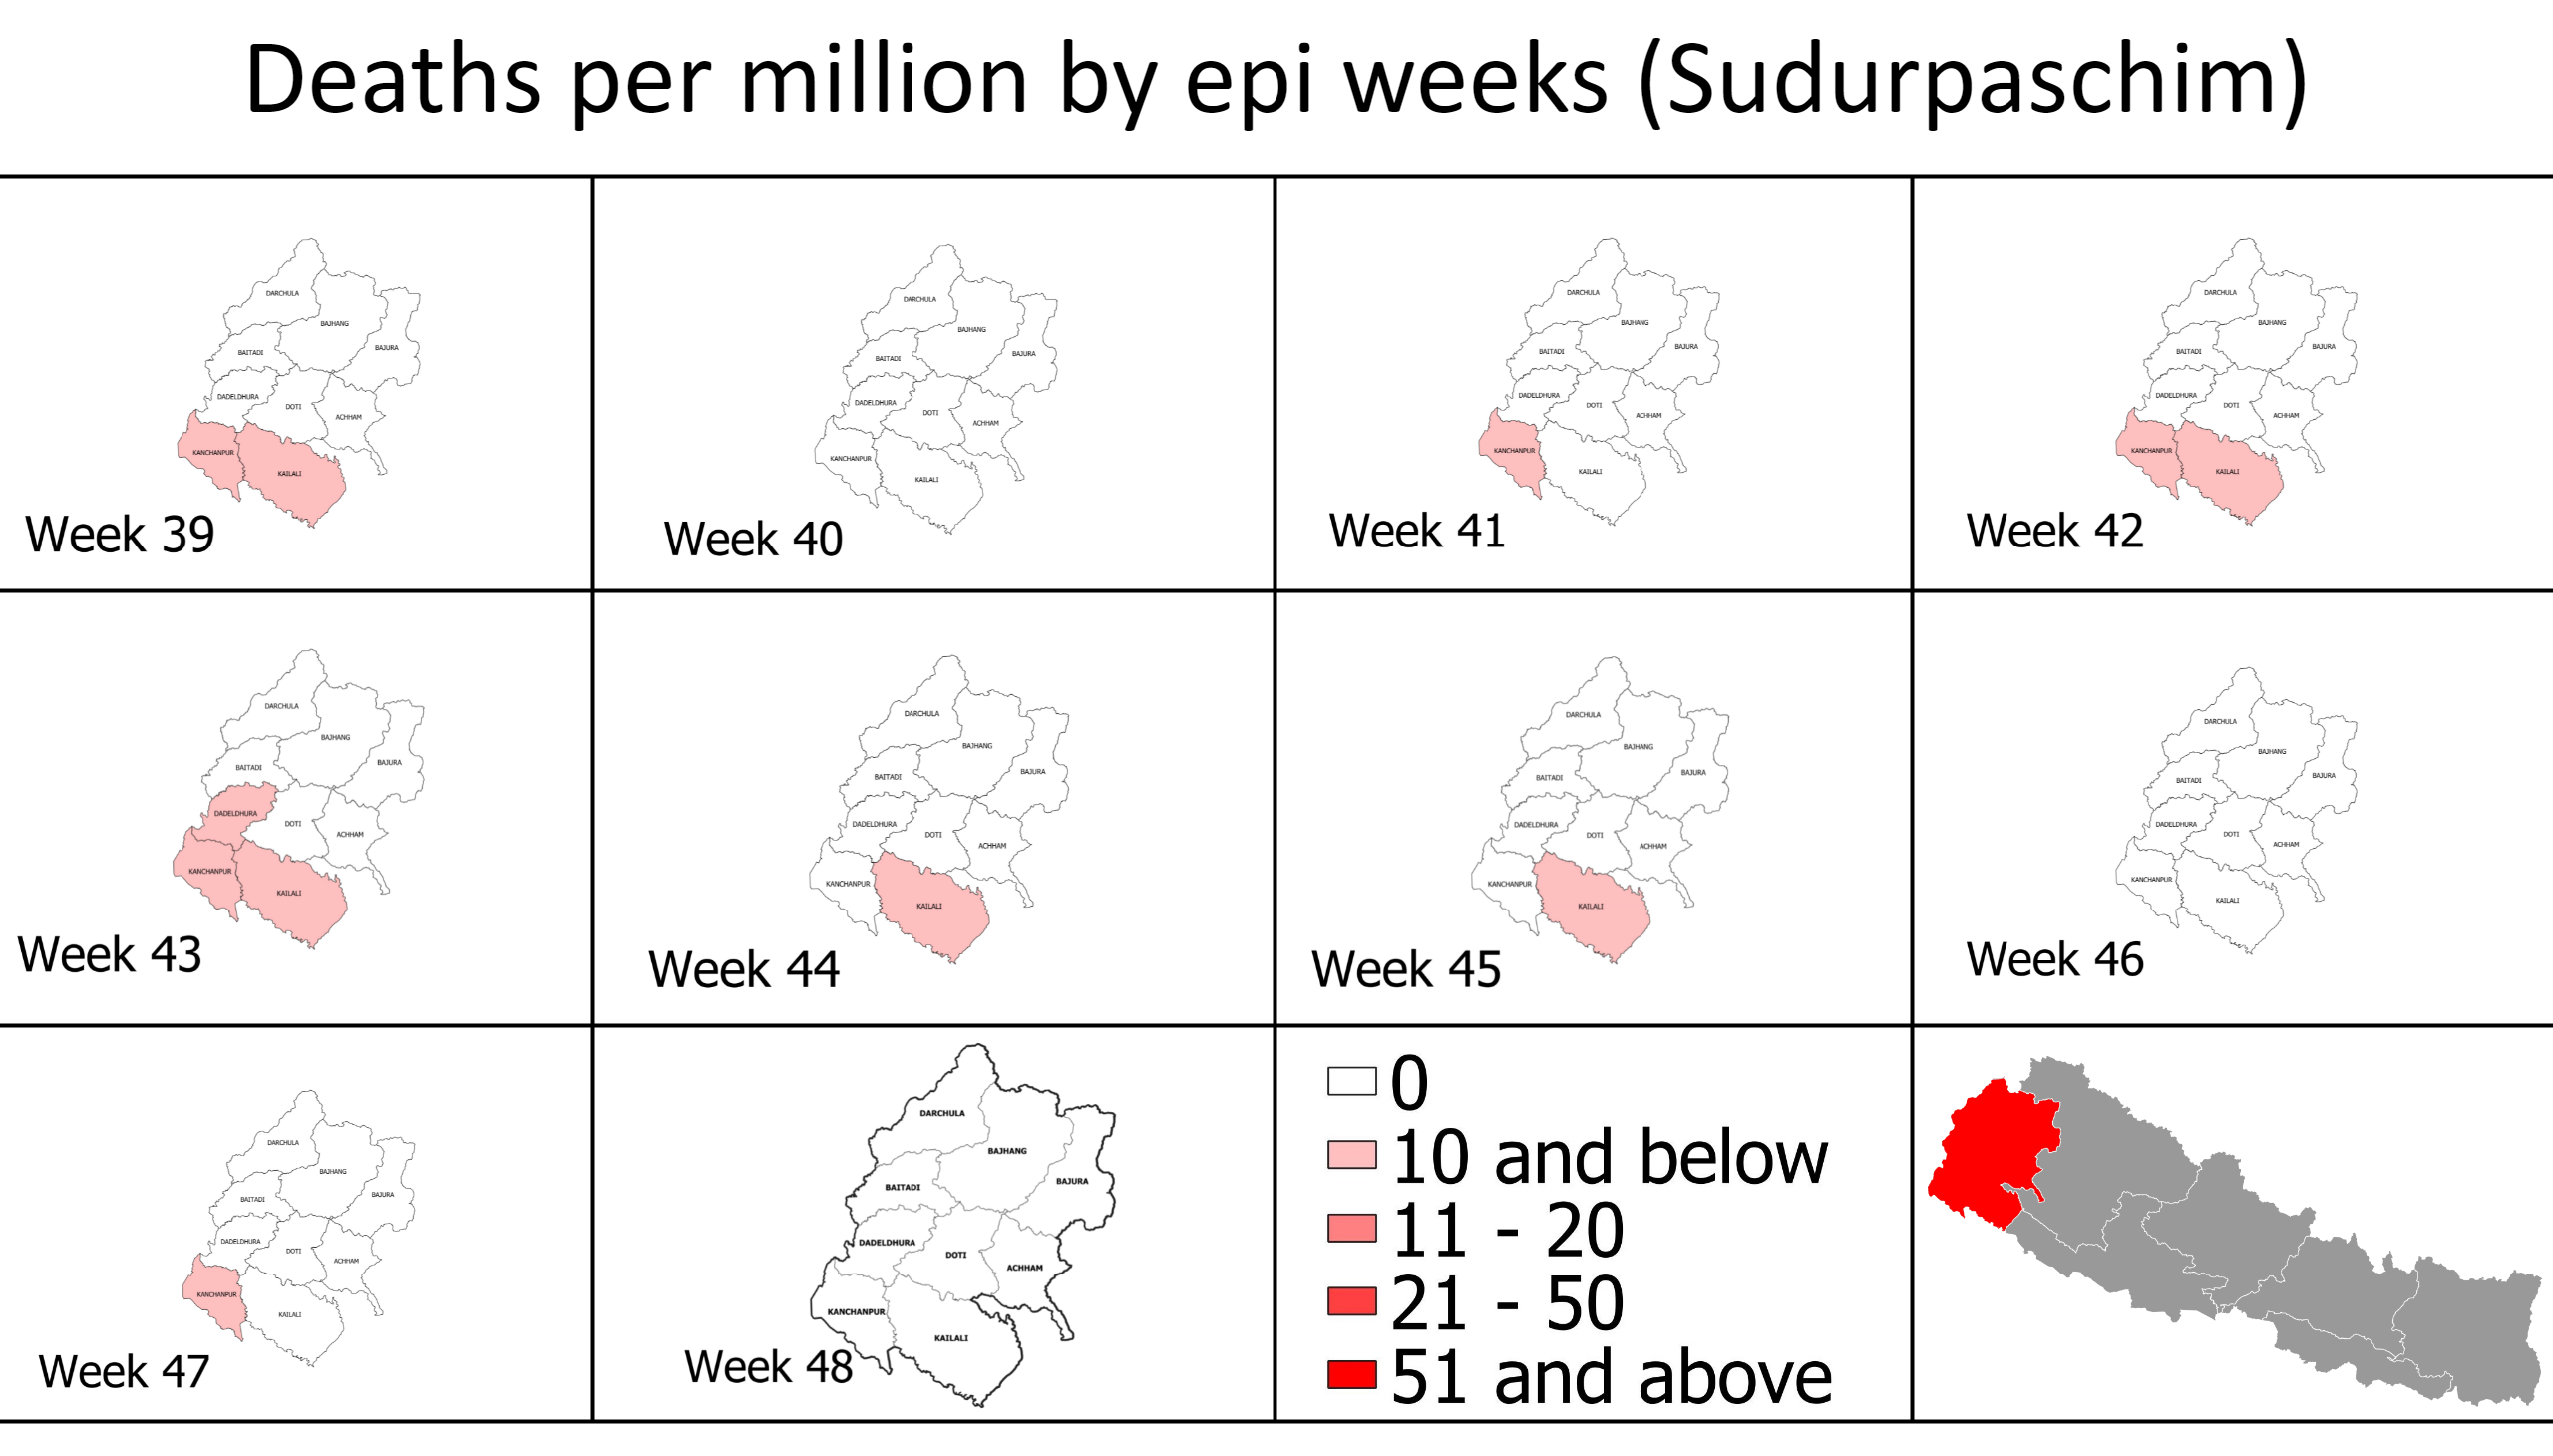 Deaths per million by epi weeks (Sudurpaschim)
DARCHULA
BAJHANG
BAJURA
BAITADI
DADELDHURA
DOTI
ACHHAM
KANCHANPUR
KAILALI
Week 39
DARCHULA
BAJHANG
BAJURA
BAITADI
DADELDHURA
DOTI
ACHHAM
KANCHANPUR
KAILALI
Week 40
DARCHULA
BAJHANG
BAJURA
BAITADI
DADELDHURA
DOTI
ACHHAM
KANCHANPUR
KAILALI
Week 41
DARCHULA
BAJHANG
BAJURA
BAITADI
DADELDHURA
DOTI
ACHHAM
KANCHANPUR
KAILALI
Week 42
DARCHULA
BAJHANG
BAJURA
BAITADI
DADELDHURA
DOTI
ACHHAM
KANCHANPUR
KAILALI
Week 43
DARCHULA
BAJHANG
BAJURA
BAITADI
DADELDHURA
DOTI
ACHHAM
KANCHANPUR
KAILALI
Week 44
DARCHULA
BAJHANG
BAJURA
BAITADI
DADELDHURA
DOTI
ACHHAM
KANCHANPUR
KAILALI
Week 45
DARCHULA
BAJHANG
BAJURA
BAITADI
DADELDHURA
DOTI
ACHHAM
KANCHANPUR
KAILALI
Week 46
DARCHULA
BAJHANG
BAJURA
BAITADI
DADELDHURA
DOTI
ACHHAM
KANCHANPUR
KAILALI
Week 47
DARCHULA
BAJHANG
BAJURA
BAITADI
DADELDHURA
DOTI
ACHHAM
KANCHANPUR
KAILALI
Week 48
0
10 and below
11 - 20
21 - 50
51 and above